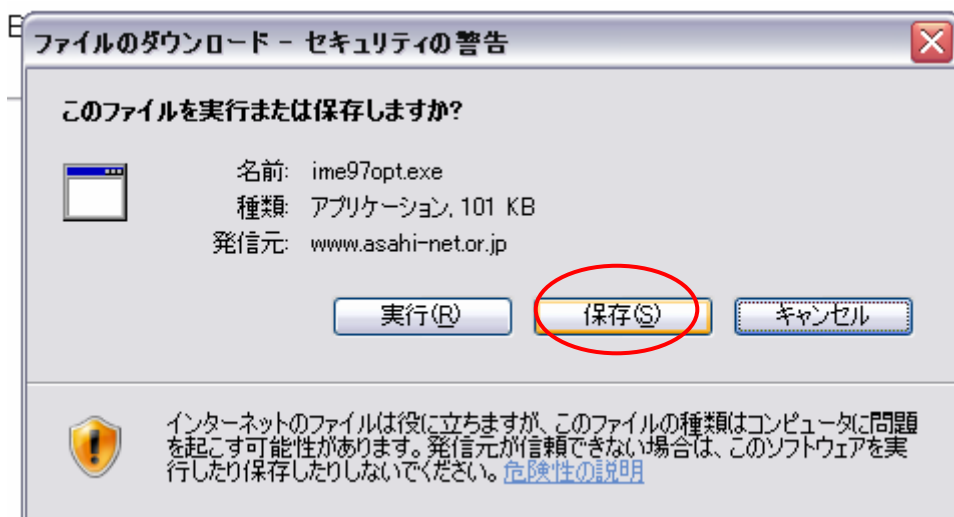 E
ファイルのダウンロード - セキュリティの警告
このファイルを実行または保存しますか?
名前: ime97opt.exe
種類: アプリケーション, 101 KB
発信元: www.asahi-net.or.jp
実行(R) 保存(S) キャンセル
インターネットのファイルは役に立ちますが、このファイルの種類はコンピュータに問題
を起こす可能性があります。発信元が信頼できない場合は、このソフトウェアを実
行したり保存したりしないでください。危険性の説明